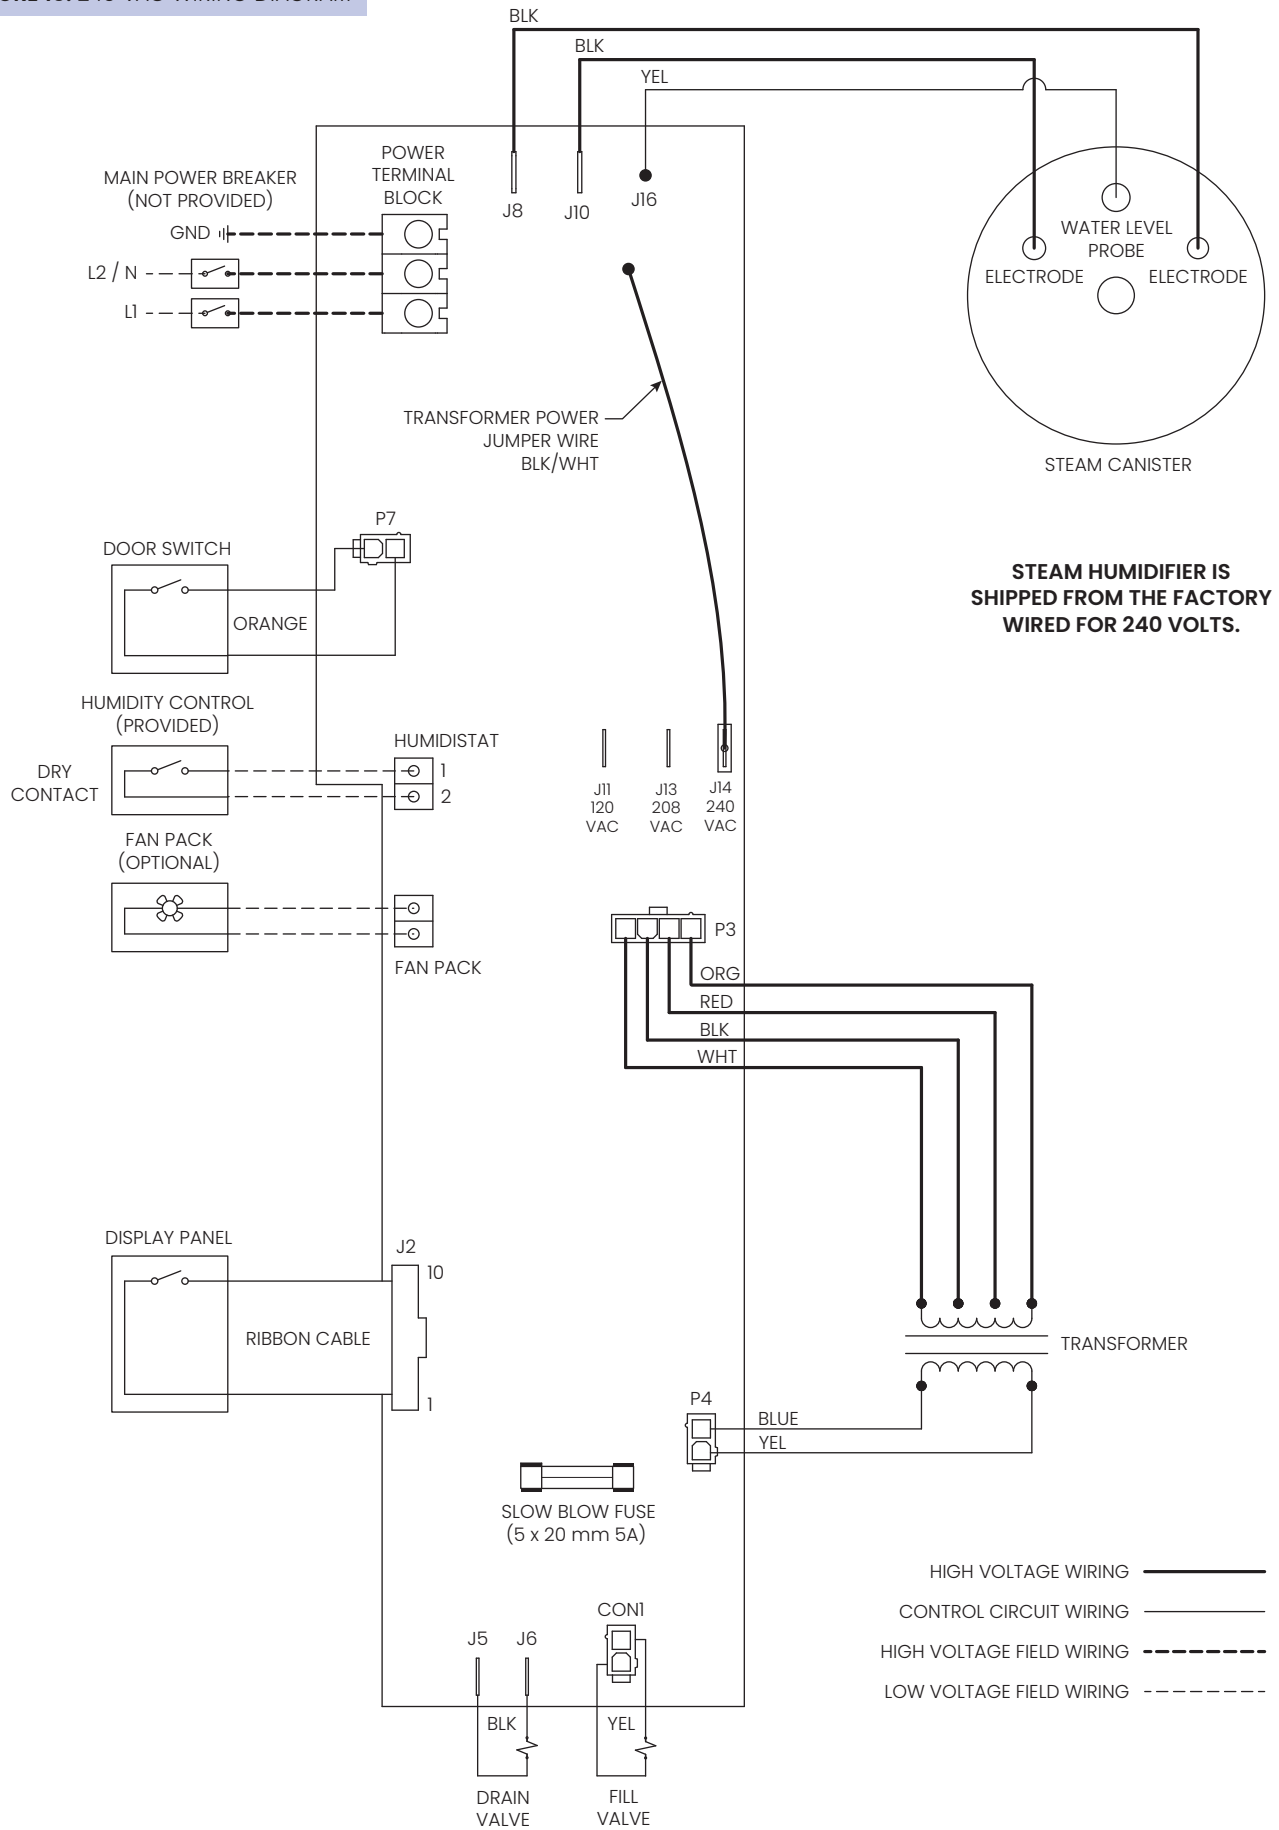 240 VAC WIRING DIAGRAM
BLK
BLK
YEL
POWER
TERMINAL
BLOCK
MAIN POWER BREAKER
(NOT PROVIDED)
GND
L2 / N
L1
J8
J10
J16
WATER LEVEL
PROBE
ELECTRODE
ELECTRODE
TRANSFORMER POWER
JUMPER WIRE
BLK/WHT
STEAM CANISTER
P7
DOOR SWITCH
ORANGE
STEAM HUMIDIFIER IS
SHIPPED FROM THE FACTORY
WIRED FOR 240 VOLTS.
HUMIDITY CONTROL
(PROVIDED)
HUMIDISTAT
DRY
CONTACT
1
2
J11
120
VAC
J13
208
VAC
J14
240
VAC
FAN PACK
(OPTIONAL)
FAN PACK
P3
ORG
RED
BLK
WHT
DISPLAY PANEL
J2
10
RIBBON CABLE
1
TRANSFORMER
P4
BLUE
YEL
SLOW BLOW FUSE
(5 x 20 mm 5A)
HIGH VOLTAGE WIRING
CONTROL CIRCUIT WIRING
HIGH VOLTAGE FIELD WIRING
LOW VOLTAGE FIELD WIRING
CON1
J5
J6
BLK
YEL
DRAIN
VALVE
FILL
VALVE